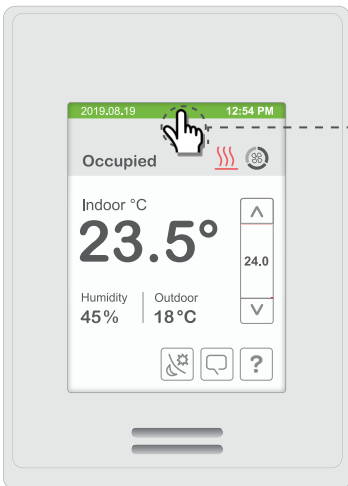 2019.08.19 12:54 PM
Occupied
Indoor °C
23.5°
24.0
Humidity Outdoor
45% 18°C
?